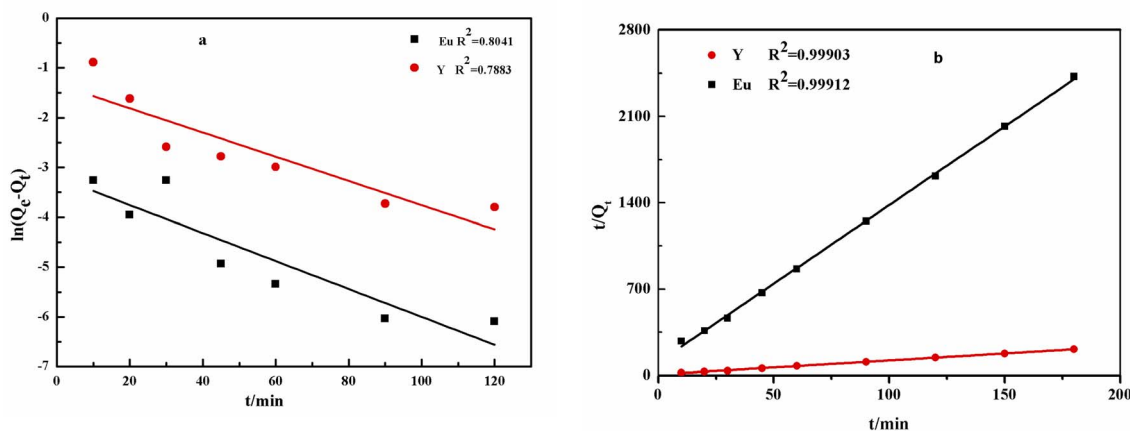 a
Eu R²=0.8041
Y R²=0.7883
0
-1
-2
-3
-4
-5
-6
-7
ln(Qe-Qt)
0 20 40 60 80 100 120
t/min
b
Y R²=0.99903
Eu R²=0.99912
2800
2100
1400
700
0
t/Qt
0 50 100 150 200
t/min